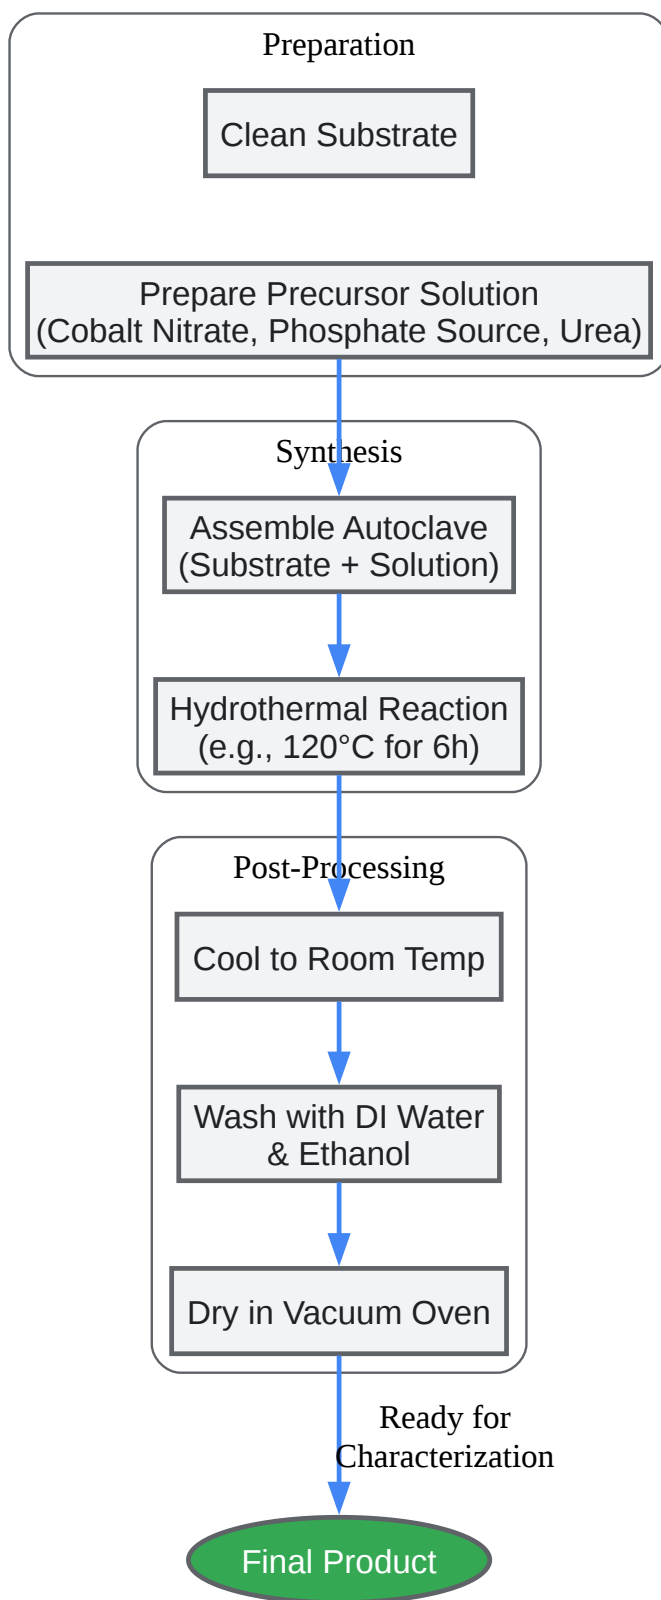 Preparation
Clean Substrate
Prepare Precursor Solution
(Cobalt Nitrate, Phosphate Source, Urea)
Synthesis
Assemble Autoclave
(Substrate + Solution)
Hydrothermal Reaction
(e.g., 120°C for 6h)
Post-Processing
Cool to Room Temp
Wash with DI Water
& Ethanol
Dry in Vacuum Oven
Ready for
Characterization
Final Product